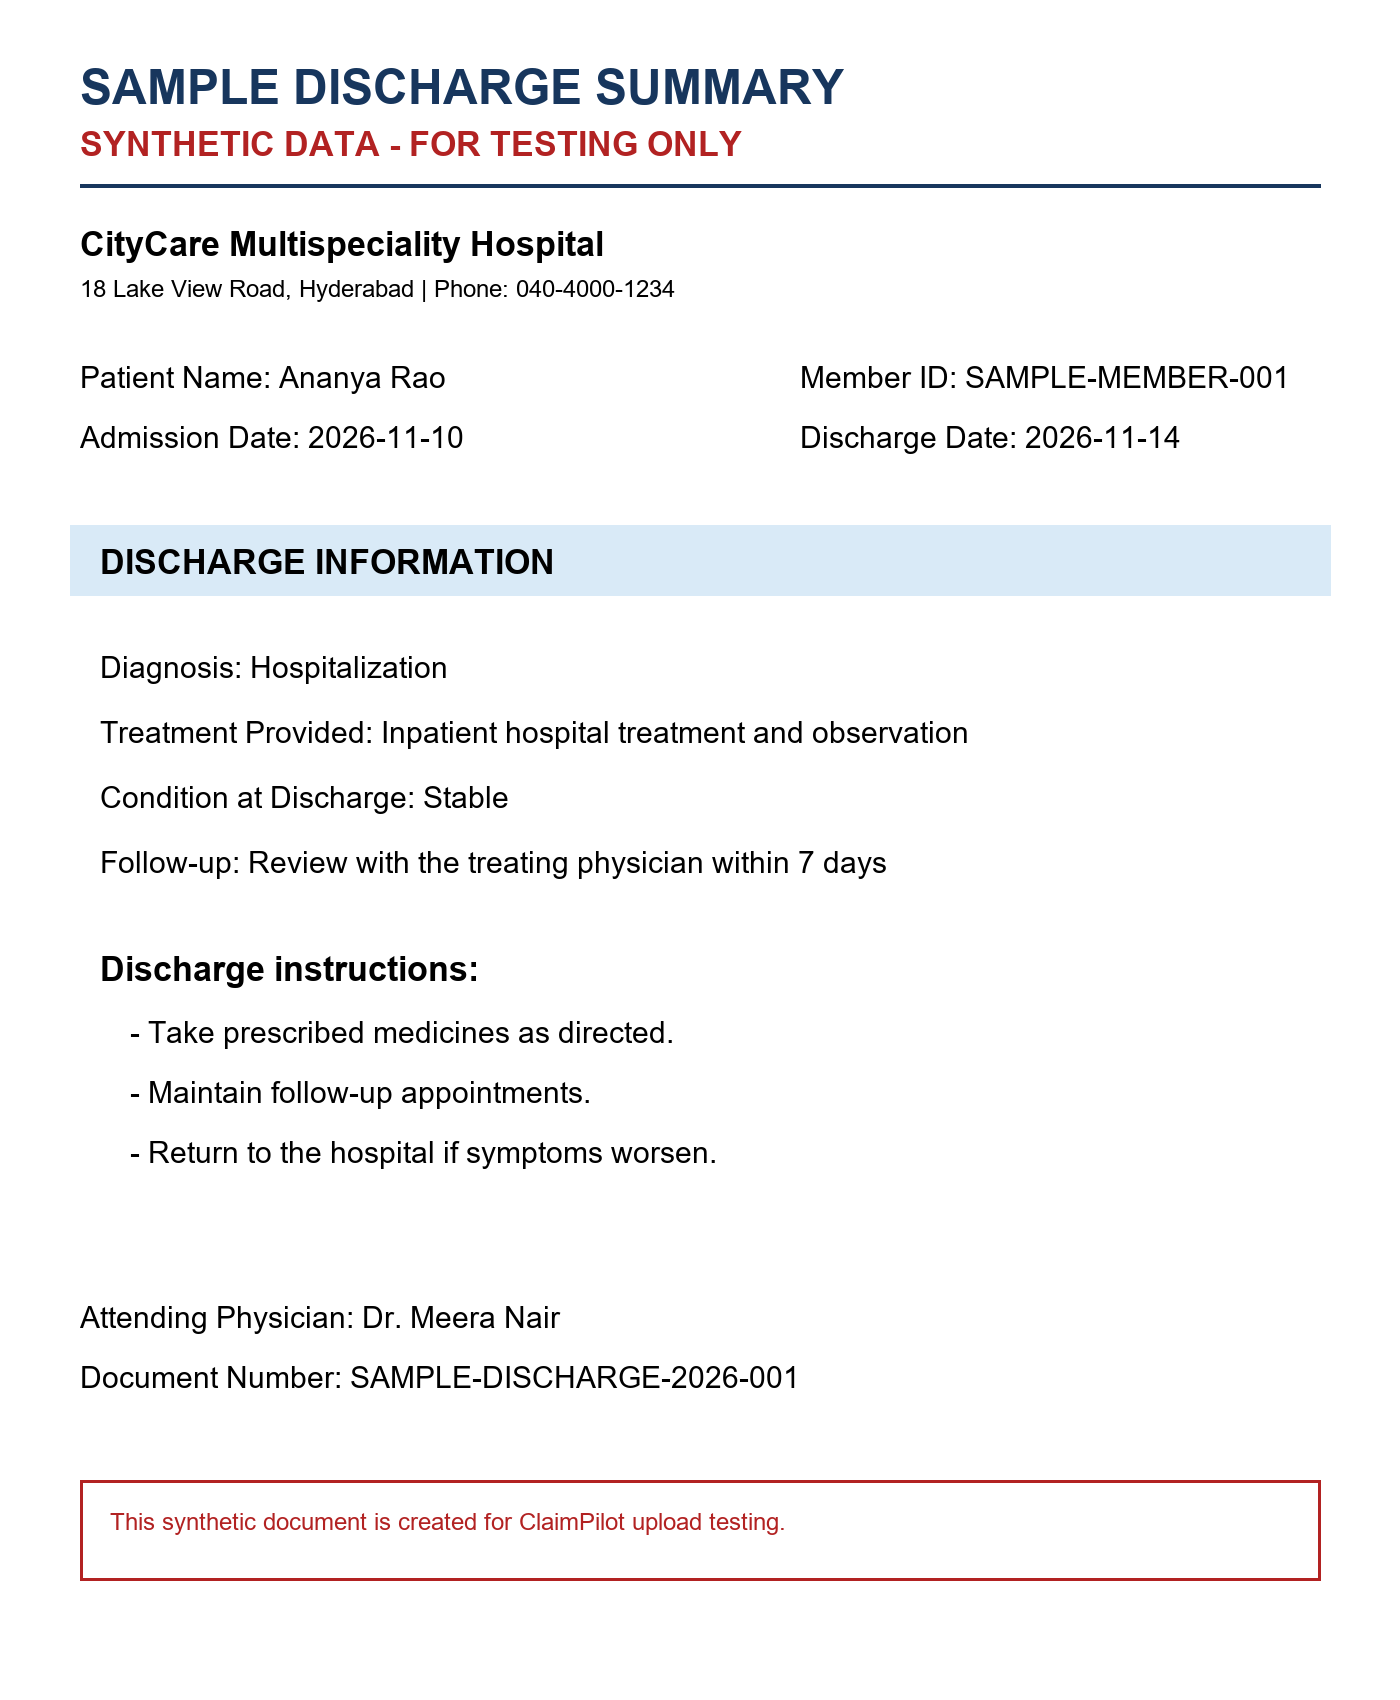 SAMPLE DISCHARGE SUMMARY
SYNTHETIC DATA - FOR TESTING ONLY
CityCare Multispeciality Hospital
18 Lake View Road, Hyderabad | Phone: 040-4000-1234
Patient Name: Ananya Rao Member ID: SAMPLE-MEMBER-001
Admission Date: 2026-11-10 Discharge Date: 2026-11-14
DISCHARGE INFORMATION
Diagnosis: Hospitalization
Treatment Provided: Inpatient hospital treatment and observation
Condition at Discharge: Stable
Follow-up: Review with the treating physician within 7 days
Discharge instructions:
- Take prescribed medicines as directed.
- Maintain follow-up appointments.
- Return to the hospital if symptoms worsen.
Attending Physician: Dr. Meera Nair
Document Number: SAMPLE-DISCHARGE-2026-001
This synthetic document is created for ClaimPilot upload testing.